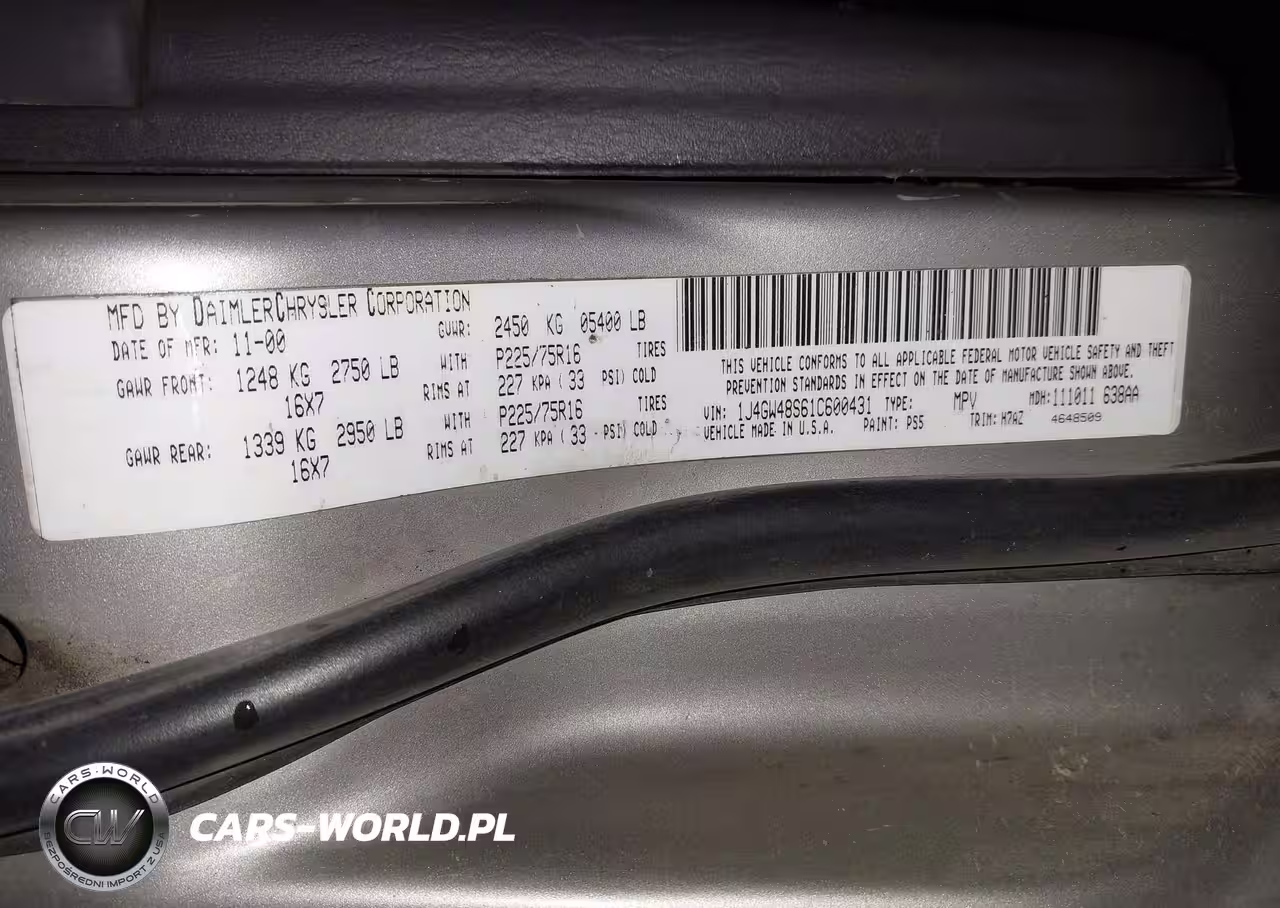 MFD BY DAIMLERCHRYSLER CORPORATION
DATE OF MFR: 11-00
GVWR: 2450 KG 05400 LB
GAWR FRONT: 1248 KG 2750 LB WITH P225/75R16 TIRES
16X7 RIMS AT 227 KPA ( 33 PSI) COLD
GAWR REAR: 1339 KG 2950 LB WITH P225/75R16 TIRES
16X7 RIMS AT 227 KPA ( 33 PSI) COLD
THIS VEHICLE CONFORMS TO ALL APPLICABLE FEDERAL MOTOR VEHICLE SAFETY AND THEFT
PREVENTION STANDARDS IN EFFECT ON THE DATE OF MANUFACTURE SHOWN ABOVE.
VIN: 1J4GW48S61C600431 TYPE: MPV MDH: 111011 638AA
VEHICLE MADE IN U.S.A. PAINT: PS5 TRIM: H7AZ 4648509
CARS-WORLD
CW
BEZPOŚREDNI IMPORT Z USA
CARS-WORLD.PL